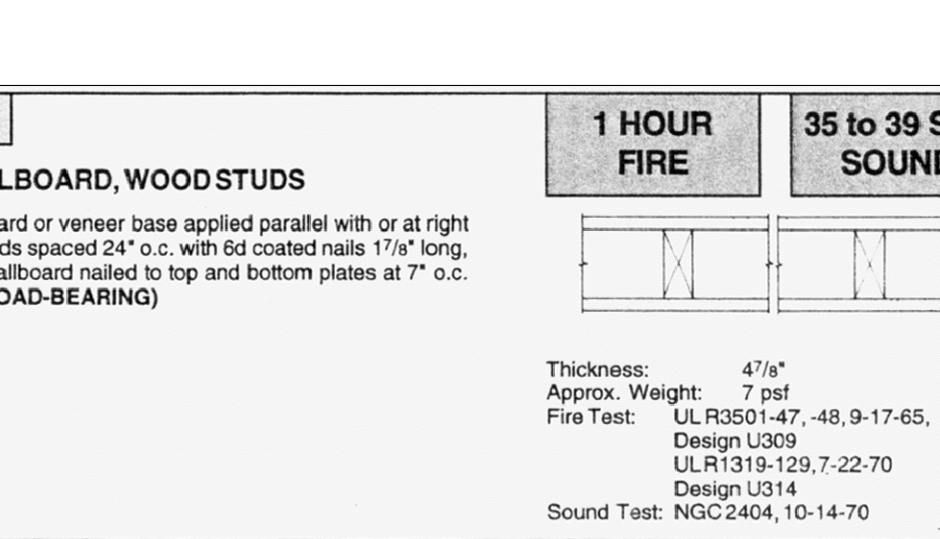 1 HOUR
FIRE
35 to 39 S
SOUND
LBOARD, WOOD STUDS
ard or veneer base applied parallel with or at right
ds spaced 24" o.c. with 6d coated nails 1⁷/₈" long,
allboard nailed to top and bottom plates at 7" o.c.
OAD-BEARING)
Thickness: 4⁷/₈"
Approx. Weight: 7 psf
Fire Test: UL R3501-47, -48, 9-17-65,
Design U309
UL R1319-129, 7-22-70
Design U314
Sound Test: NGC 2404, 10-14-70